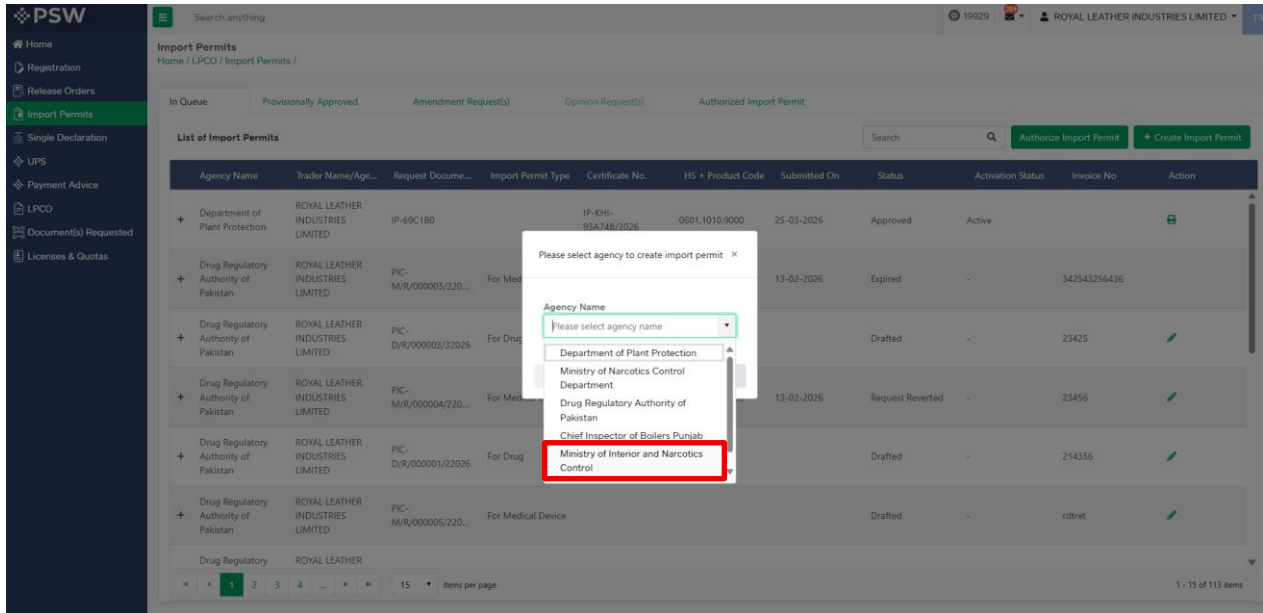 PSW
Search anything
19929
284
ROYAL LEATHER INDUSTRIES LIMITED
Home
Registration
Release Orders
Import Permits
Single Declaration
UPS
Payment Advice
LPCO
Document(s) Requested
Licenses & Quotas
Import Permits
Home / LPCO / Import Permits /
In Queue Provisionally Approved Amendment Request(s) Opinion Request(s) Authorized Import Permit
List of Import Permits
Search
Authorize Import Permit
+ Create Import Permit
Agency Name Trader Name/Age... Request Docume... Import Permit Type Certificate No. HS + Product Code Submitted On Status Activation Status Invoice No Action
+ Department of Plant Protection ROYAL LEATHER INDUSTRIES LIMITED IP-69C180 IP-KHI-93A74B/2026 0601.1010.9000 25-03-2026 Approved Active
+ Drug Regulatory Authority of Pakistan ROYAL LEATHER INDUSTRIES LIMITED PIC-M/R/000003/220... For Med 13-02-2026 Expired - 342543256436
+ Drug Regulatory Authority of Pakistan ROYAL LEATHER INDUSTRIES LIMITED PIC-D/R/000003/32026 For Drug Drafted - 23425
+ Drug Regulatory Authority of Pakistan ROYAL LEATHER INDUSTRIES LIMITED PIC-M/R/000004/220... For Medical 13-02-2026 Request Reverted - 23456
+ Drug Regulatory Authority of Pakistan ROYAL LEATHER INDUSTRIES LIMITED PIC-D/R/000001/22026 For Drug Drafted - 214356
+ Drug Regulatory Authority of Pakistan ROYAL LEATHER INDUSTRIES LIMITED PIC-M/R/000005/220... For Medical Device Drafted - rdtret
Drug Regulatory ROYAL LEATHER
1 2 3 4 ... 15 items per page
1 - 15 of 113 items
Please select agency to create import permit ×
Agency Name
Please select agency name
Department of Plant Protection
Ministry of Narcotics Control
Department
Drug Regulatory Authority of
Pakistan
Chief Inspector of Boilers Punjab
Ministry of Interior and Narcotics
Control